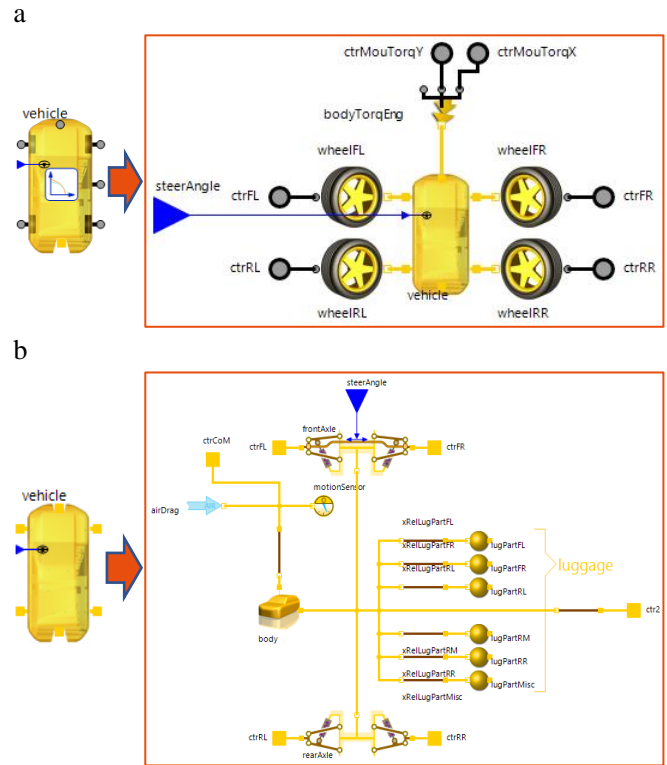 a
ctrMouTorqY
ctrMouTorqX
vehicle
bodyTorqEng
wheelFL
wheelFR
steerAngle
ctrFL
ctrFR
ctrRL
ctrRR
vehicle
wheelRL
wheelRR
b
steerAngle
frontAxle
ctrFL
ctrFR
ctrCoM
vehicle
motionSensor
airDrag
xRelLugPartFL
xRelLugPartFR
lugPartFL
xRelLugPartRL
lugPartFR
luggage
lugPartRL
ctr2
body
lugPartRM
xRelLugPartRM
lugPartRR
xRelLugPartRR
lugPartMisc
xRelLugPartMisc
ctrRL
ctrRR
rearAxle